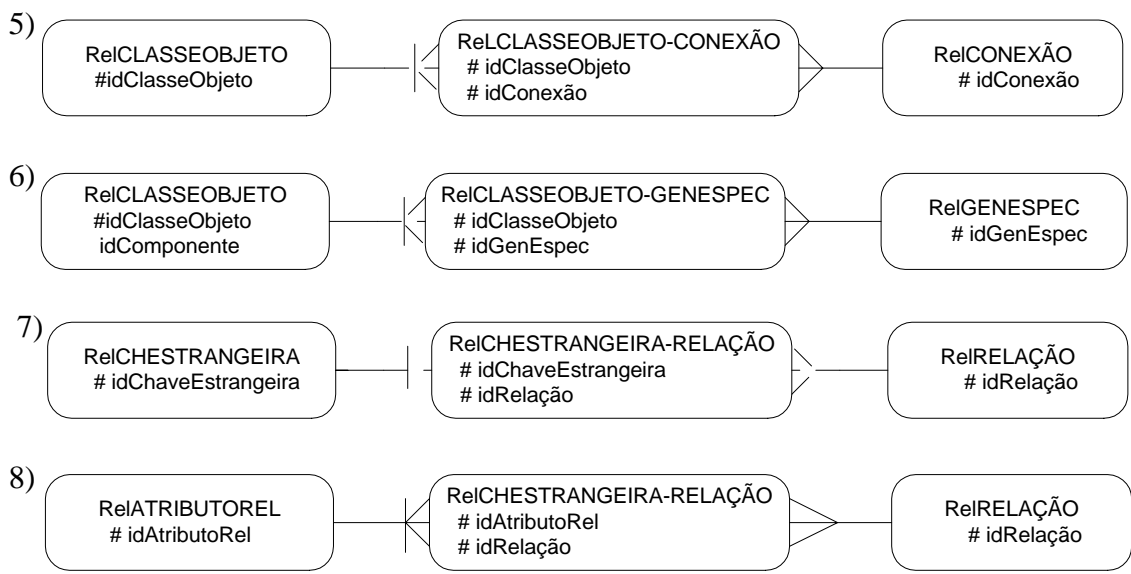 5)
RelCLASSEOBJETO
#idClasseObjeto
ReLCLASSEOBJETO-CONEXÃO
# idClasseObjeto
# idConexão
RelCONEXÃO
# idConexão
6)
RelCLASSEOBJETO
#idClasseObjeto
idComponente
RelCLASSEOBJETO-GENESPEC
# idClasseObjeto
# idGenEspec
RelGENESPEC
# idGenEspec
7)
RelCHESTRANGEIRA
# idChaveEstrangeira
RelCHESTRANGEIRA-RELAÇÃO
# idChaveEstrangeira
# idRelação
RelRELAÇÃO
# idRelação
8)
RelATRIBUTOREL
# idAtributoRel
RelCHESTRANGEIRA-RELAÇÃO
# idAtributoRel
# idRelação
RelRELAÇÃO
# idRelação